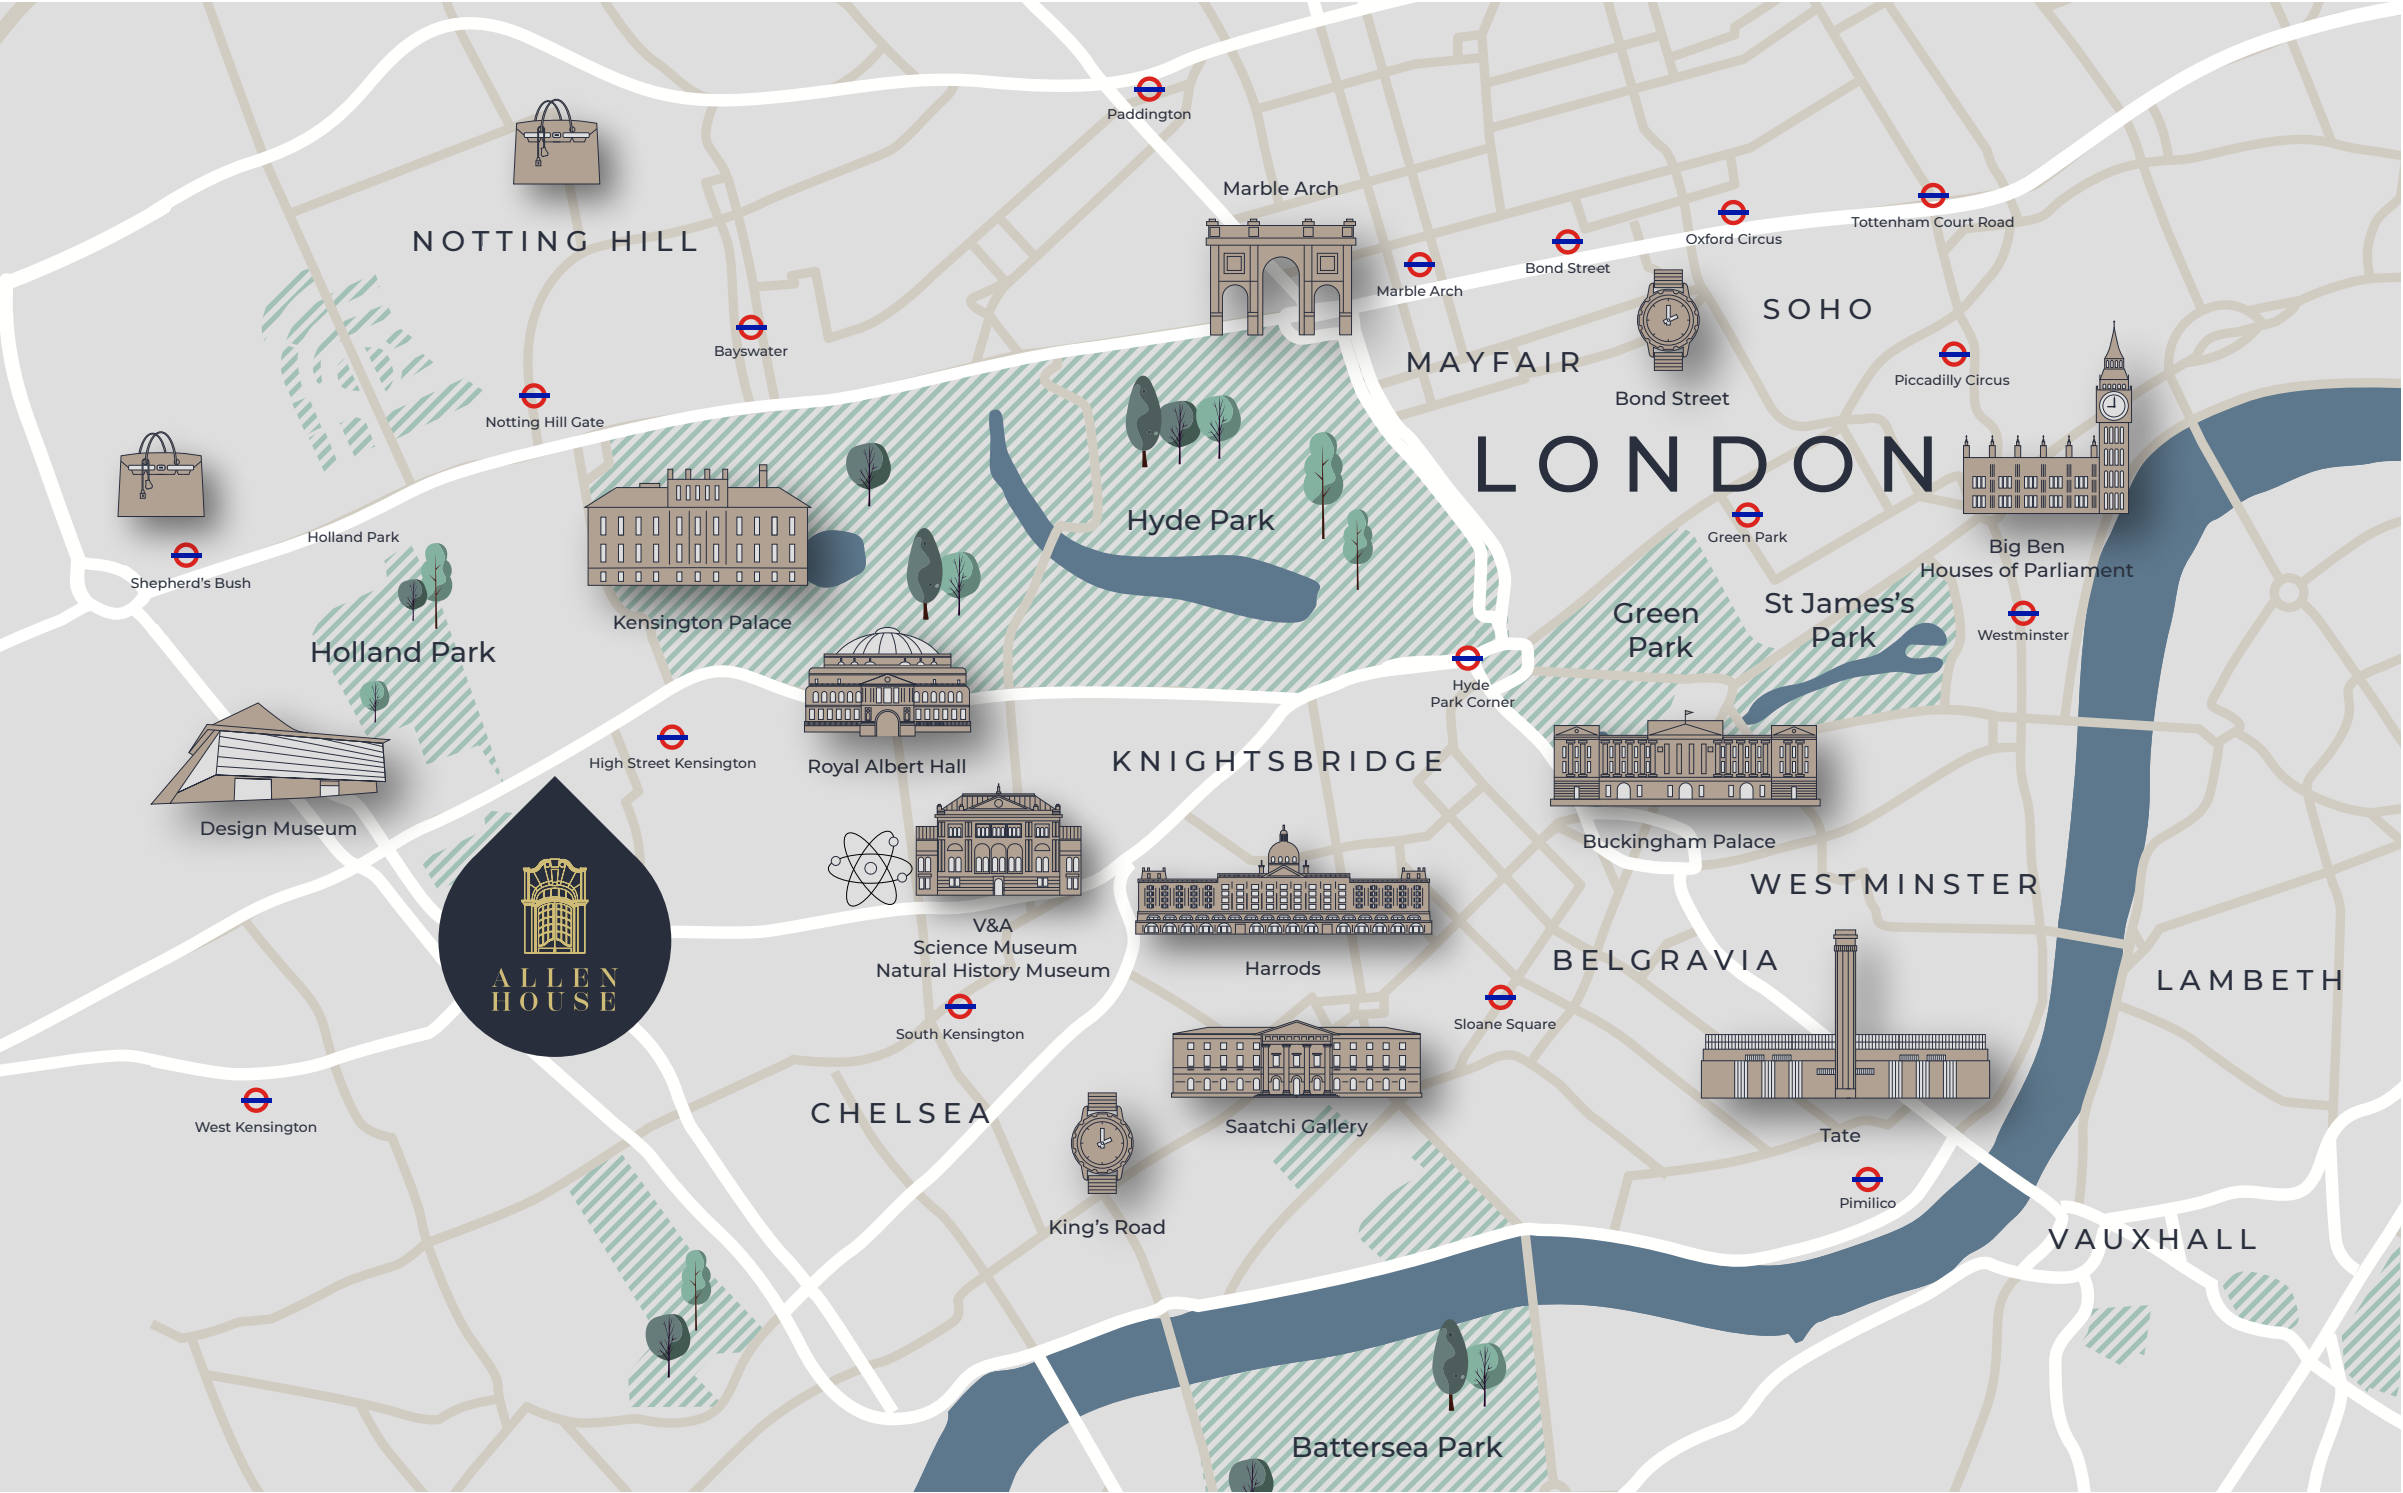 Paddington
Marble Arch
Tottenham Court Road
Oxford Circus
NOTTING HILL
Bond Street
Marble Arch
SOHO
Bayswater
MAYFAIR
Piccadilly Circus
Bond Street
Notting Hill Gate
LONDON
Hyde Park
Holland Park
Green Park
Big Ben
Houses of Parliament
Shepherd's Bush
St James's
Park
Green
Park
Kensington Palace
Westminster
Holland Park
Hyde
Park Corner
High Street Kensington
Royal Albert Hall
KNIGHTSBRIDGE
Design Museum
Buckingham Palace
WESTMINSTER
V&A
Science Museum
Natural History Museum
Harrods
BELGRAVIA
LAMBETH
ALLEN
HOUSE
South Kensington
Sloane Square
CHELSEA
West Kensington
Saatchi Gallery
Tate
Pimilico
King's Road
VAUXHALL
Battersea Park